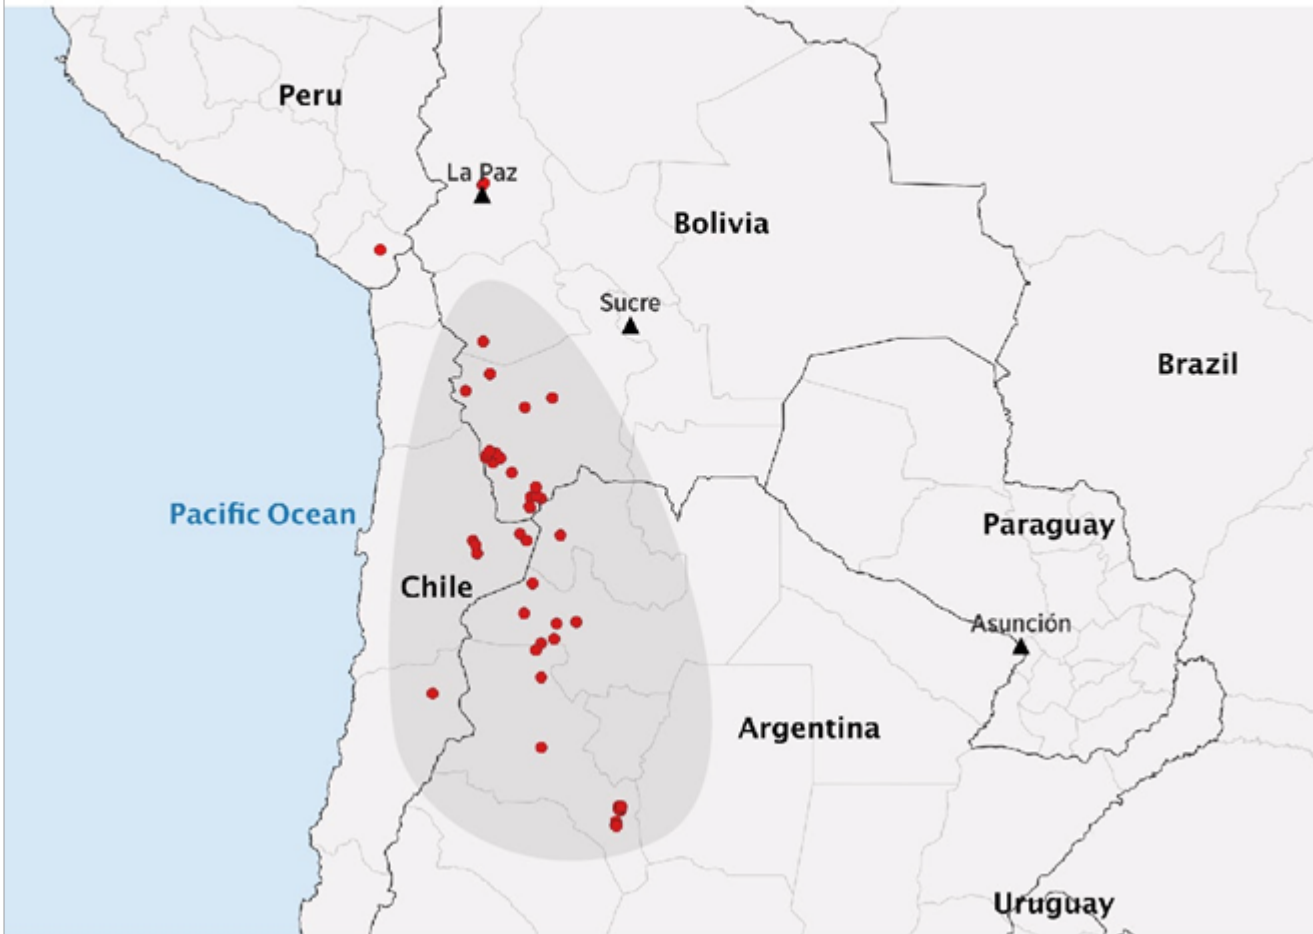 Peru
La Paz
Bolivia
Sucre
Brazil
Pacific Ocean
Paraguay
Chile
Asunción
Argentina
Uruguay